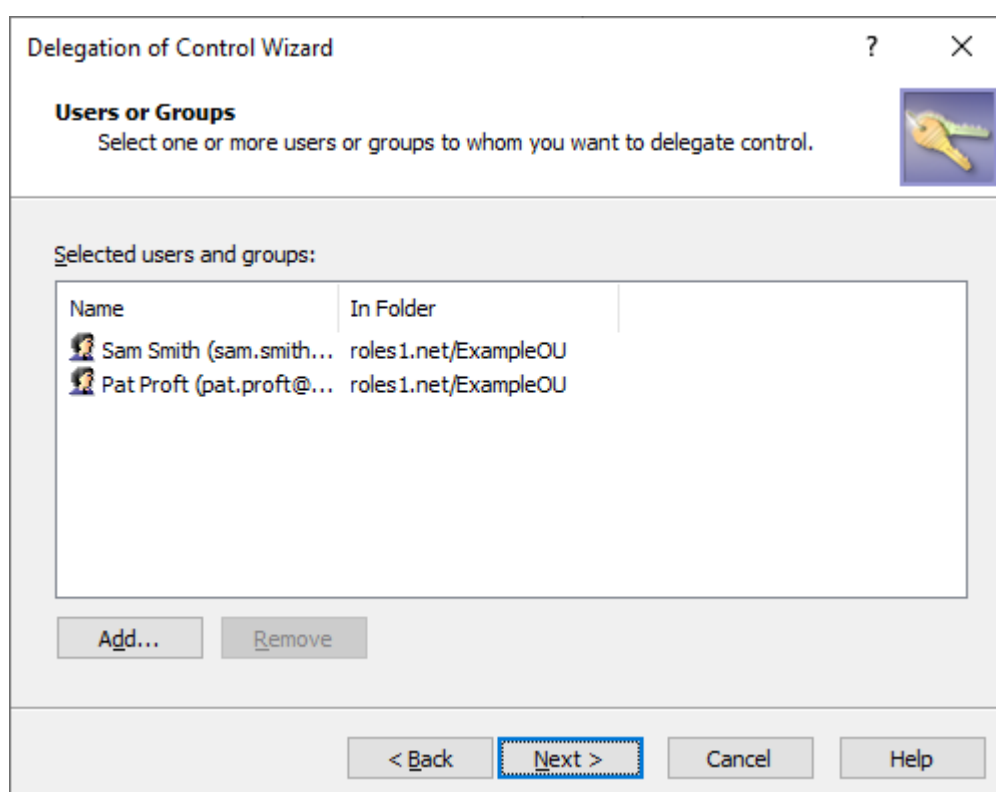 Delegation of Control Wizard ?
Users or Groups
Select one or more users or groups to whom you want to delegate control.
Selected users and groups:
Name In Folder
Sam Smith (sam.smith... roles1.net/ExampleOU
Pat Proft (pat.proft@... roles1.net/ExampleOU
Add... Remove
< Back Next > Cancel Help